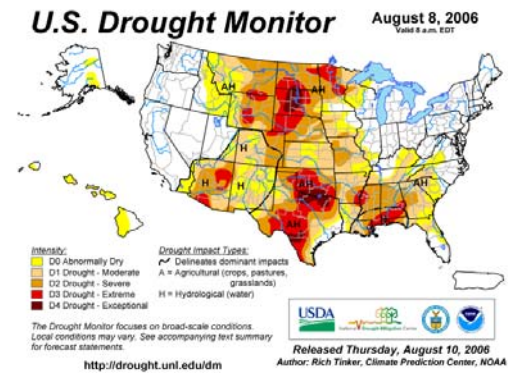 U.S. Drought Monitor
August 8, 2006
Valid 8 a.m. EDT
AH
AH
AH
H
H
H
AH
AH
AH
H
Intensity:
D0 Abnormally Dry
D1 Drought - Moderate
D2 Drought - Severe
D3 Drought - Extreme
D4 Drought - Exceptional
Drought Impact Types:
Delineates dominant impacts
A = Agricultural (crops, pastures,
grasslands)
H = Hydrological (water)
The Drought Monitor focuses on broad-scale conditions.
Local conditions may vary. See accompanying text summary
for forecast statements.
http://drought.unl.edu/dm
USDA
National Drought Mitigation Center
Released Thursday, August 10, 2006
Author: Rich Tinker, Climate Prediction Center, NOAA